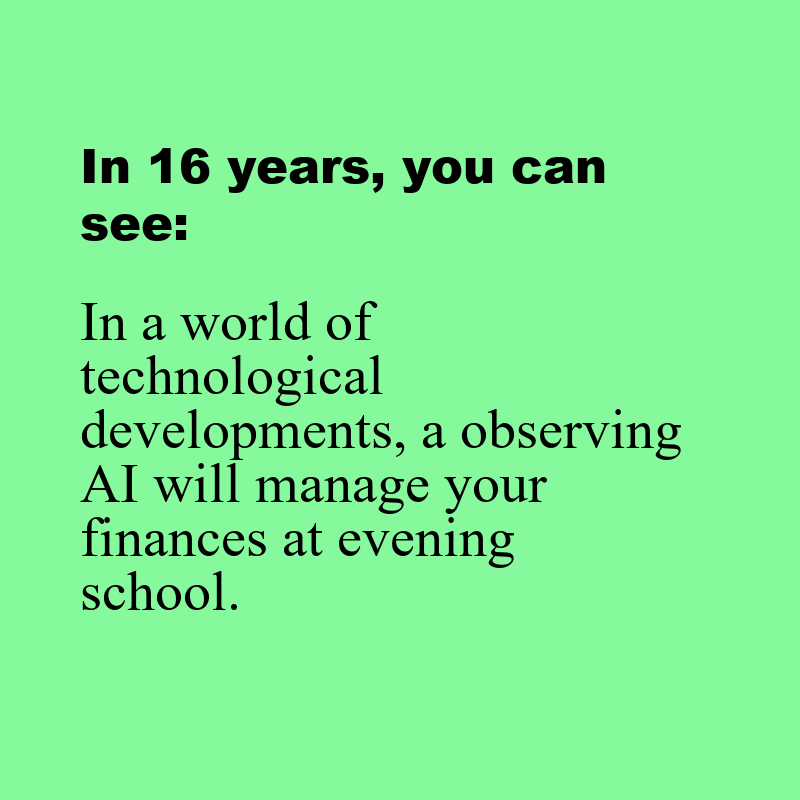 In 16 years, you can
see:
In a world of
technological
developments, a observing
AI will manage your
finances at evening
school.